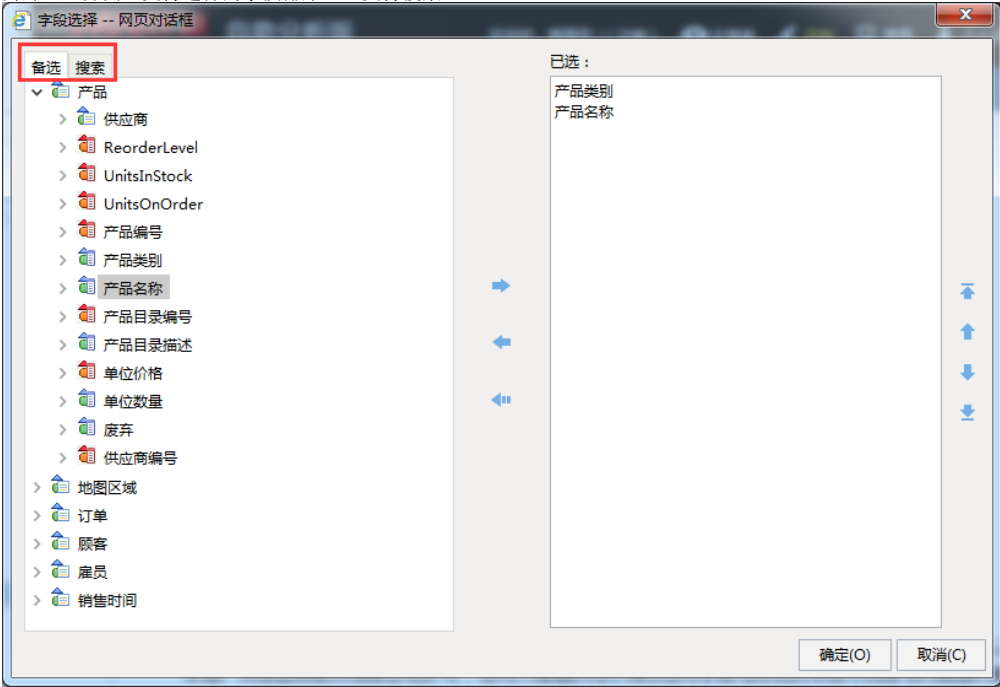 字段选择 -- 网页对话框
备选 搜索
已选：
产品
供应商
ReorderLevel
UnitsInStock
UnitsOnOrder
产品编号
产品类别
产品名称
产品目录编号
产品目录描述
单位价格
单位数量
废弃
供应商编号
地图区域
订单
顾客
雇员
销售时间
产品类别
产品名称
确定(O) 取消(C)